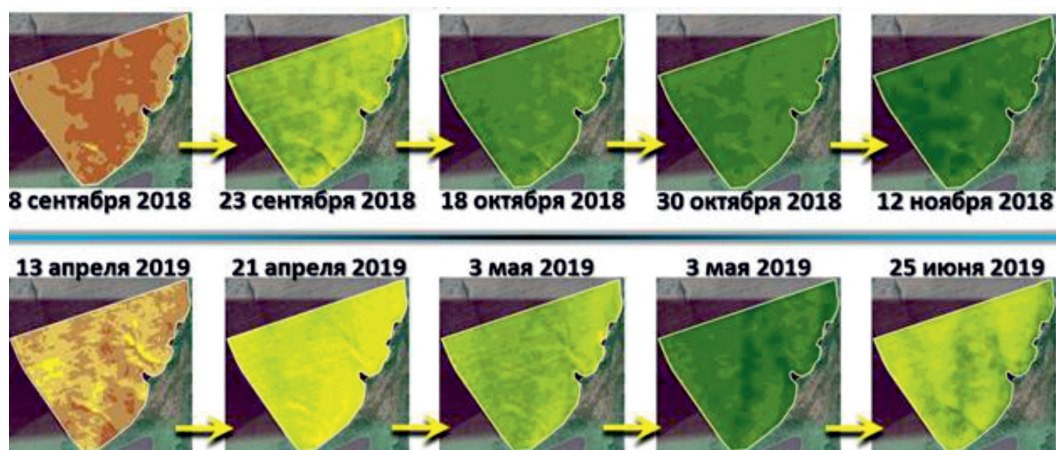 8 сентября 2018
23 сентября 2018
18 октября 2018
30 октября 2018
12 ноября 2018
13 апреля 2019
21 апреля 2019
3 мая 2019
3 мая 2019
25 июня 2019